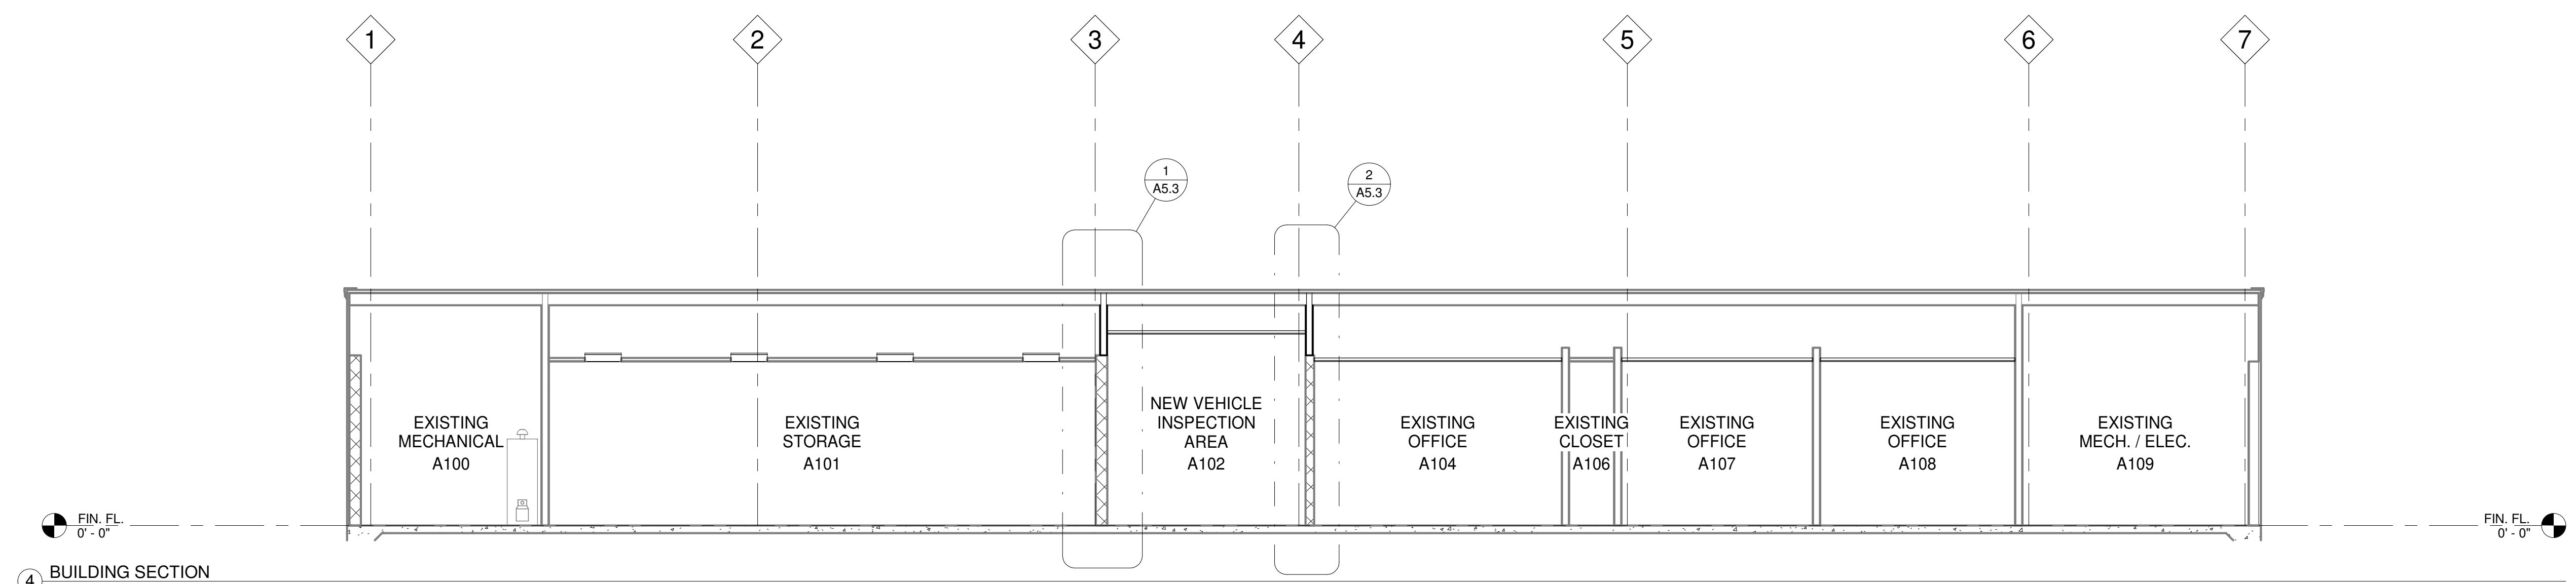 1
2
3
4
5
6
7
1
A5.3
2
A5.3
EXISTING
MECHANICAL
A100
EXISTING
STORAGE
A101
NEW VEHICLE
INSPECTION
AREA
A102
EXISTING
OFFICE
A104
EXISTING
CLOSET
A106
EXISTING
OFFICE
A107
EXISTING
OFFICE
A108
EXISTING
MECH. / ELEC.
A109
FIN. FL.
0' - 0"
FIN. FL.
0' - 0"
4
BUILDING SECTION